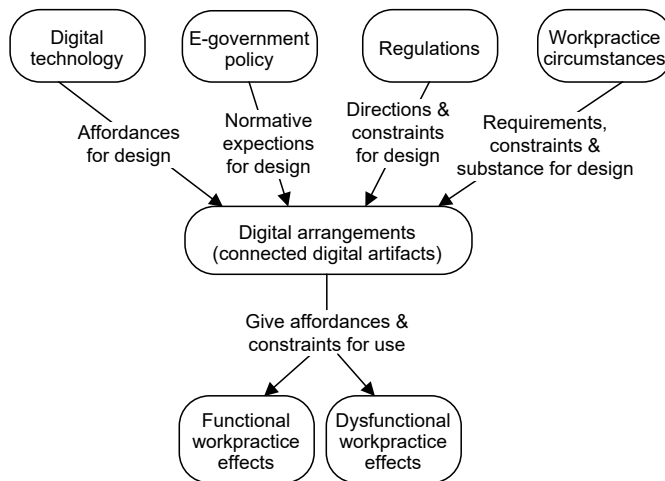 Digital
technology
E-government
policy
Regulations
Workpractice
circumstances
Affordances
for design
Normative
expections
for design
Directions &
constraints
for design
Requirements,
constraints &
substance for design
Digital arrangements
(connected digital artifacts)
Give affordances &
constraints for use
Functional
workpractice
effects
Dysfunctional
workpractice
effects